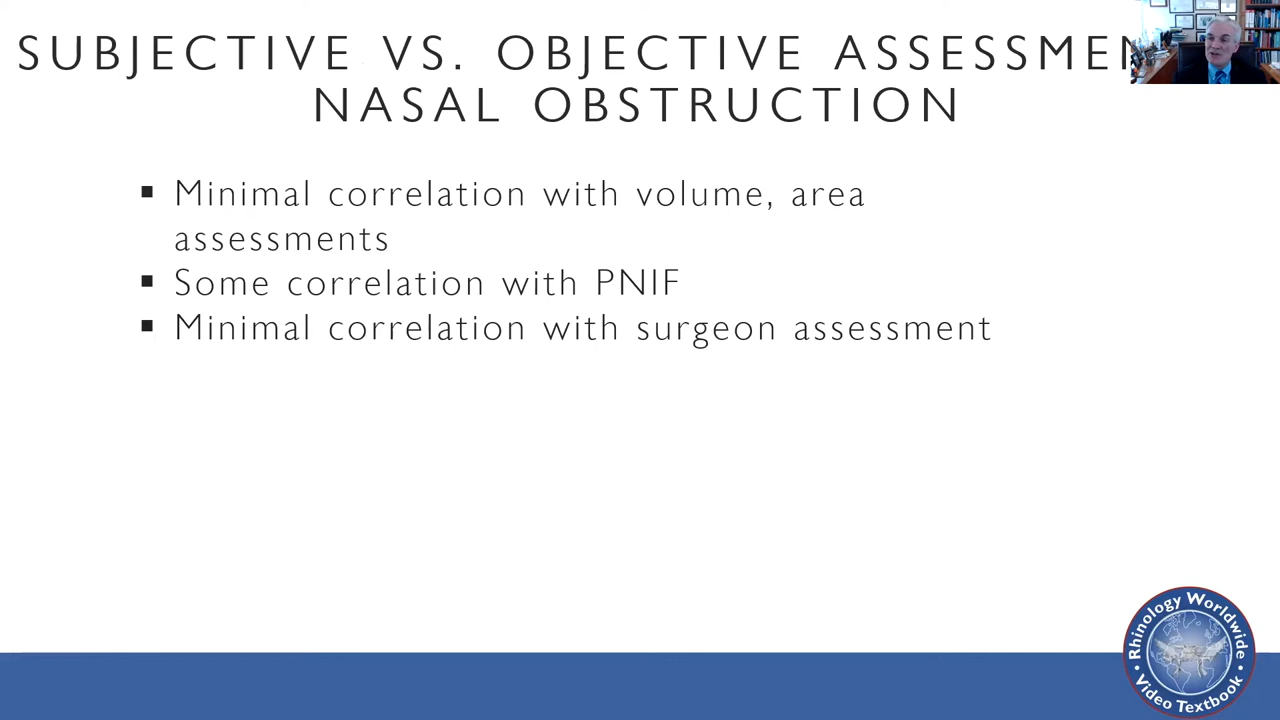 SUBJECTIVE VS. OBJECTIVE ASSESSMEN
NASAL OBSTRUCTION
▪ Minimal correlation with volume, area
assessments
▪ Some correlation with PNIF
▪ Minimal correlation with surgeon assessment
Rhinology Worldwide
• Video Textbook •